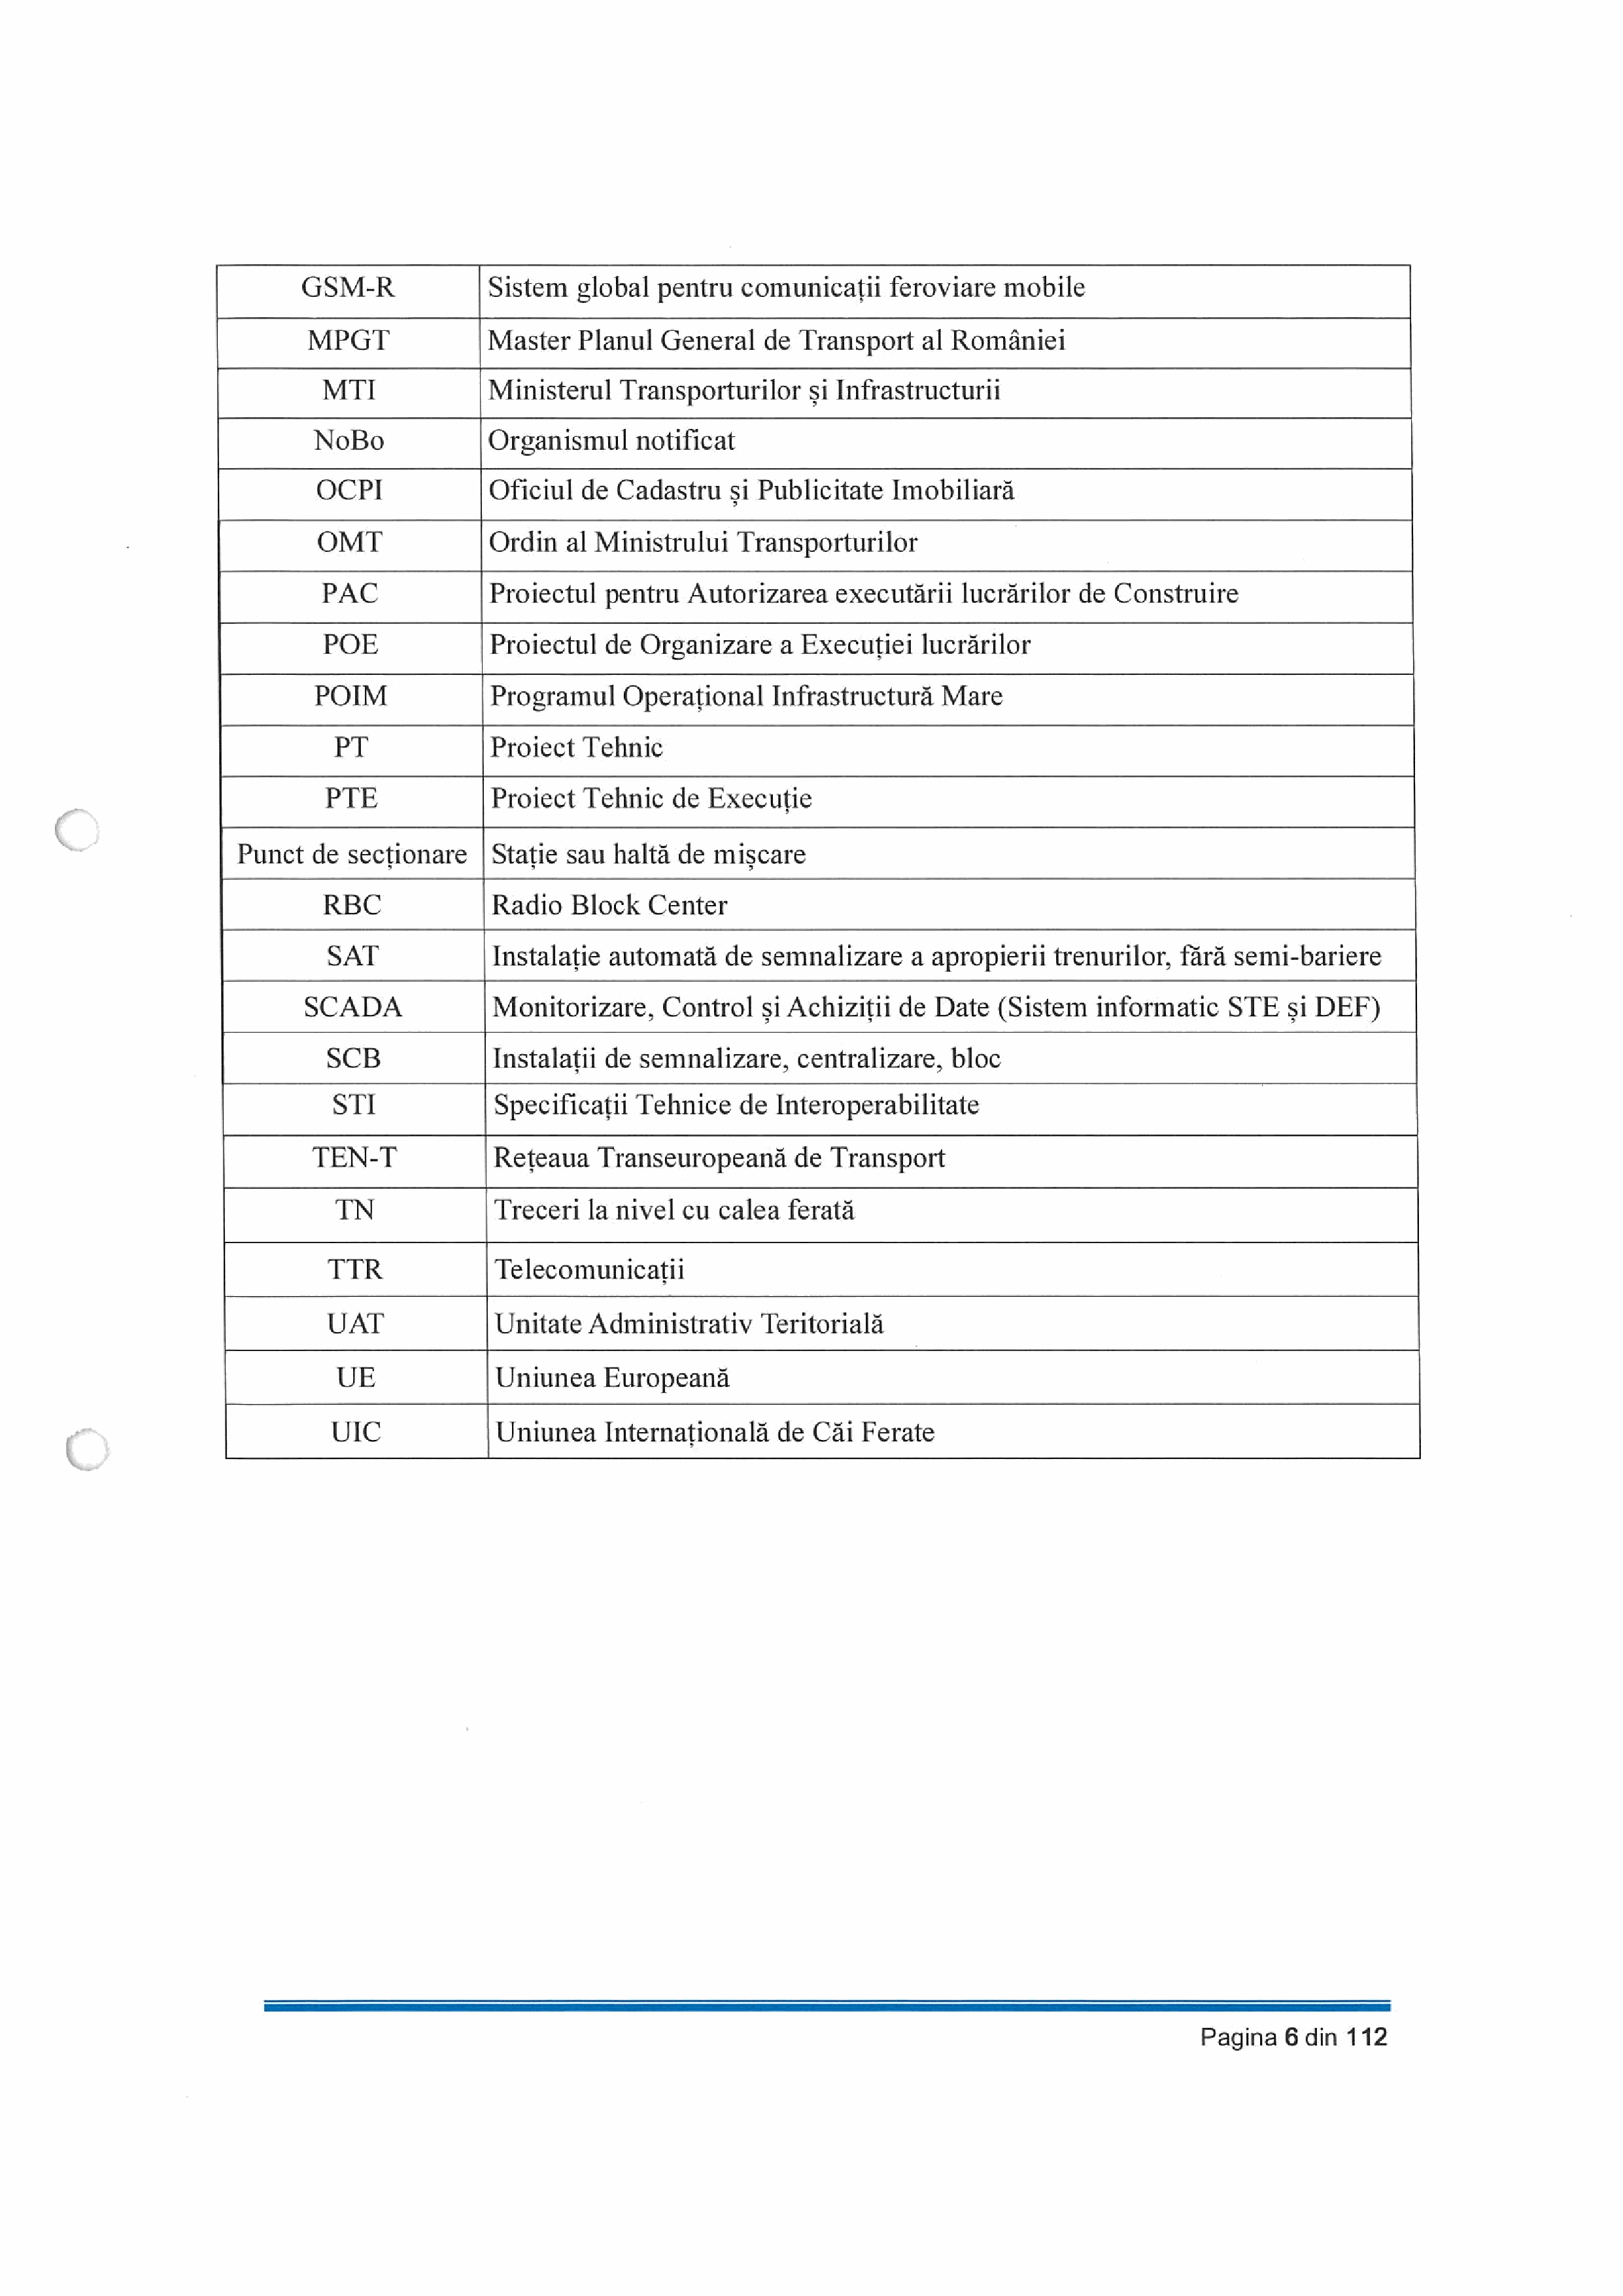 GSM-R Sistem global pentru comunicații feroviare mobile
MPGT Master Planul General de Transport al României
MTI Ministerul Transporturilor și Infrastructurii
NoBo Organismul notificat
OCPI Oficiul de Cadastru și Publicitate Imobiliară
OMT Ordin al Ministrului Transporturilor
PAC Proiectul pentru Autorizarea executării lucrărilor de Construire
POE Proiectul de Organizare a Execuției lucrărilor
POIM Programul Operațional Infrastructură Mare
PT Proiect Tehnic
PTE Proiect Tehnic de Execuție
Punct de secționare Stație sau haltă de mișcare
RBC Radio Block Center
SAT Instalație automată de semnalizare a apropierii trenurilor, fără semi-bariere
SCADA Monitorizare, Control și Achiziții de Date (Sistem informatic STE și DEF)
SCB Instalații de semnalizare, centralizare, bloc
STI Specificații Tehnice de Interoperabilitate
TEN-T Rețeaua Transeuropeană de Transport
TN Treceri la nivel cu calea ferată
TTR Telecomunicații
UAT Unitate Administrativ Teritorială
UE Uniunea Europeană
UIC Uniunea Internațională de Căi Ferate
Pagina 6 din 112